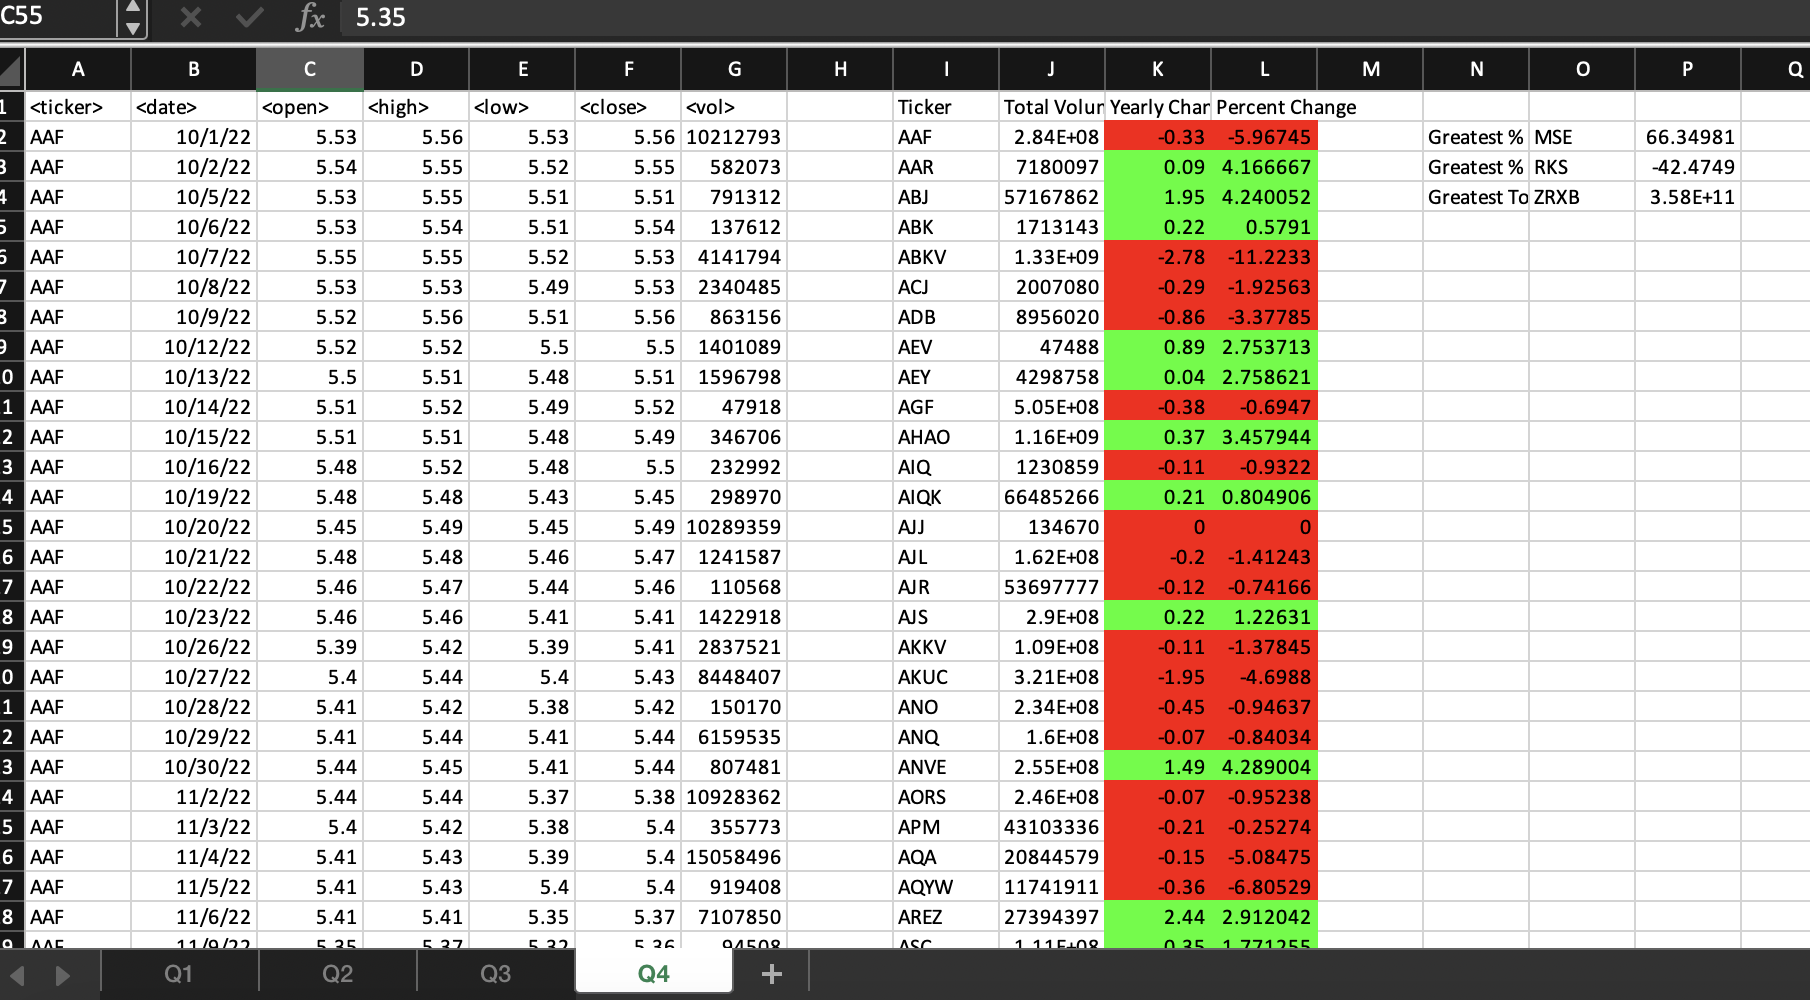 C55 fx 5.35
A B C D E F G H I J K L M N O P Q
1 <ticker> <date> <open> <high> <low> <close> <vol> Ticker Total Volur Yearly Char Percent Change
2 AAF 10/1/22 5.53 5.56 5.53 5.56 10212793 AAF 2.84E+08 -0.33 -5.96745 Greatest % MSE 66.34981
3 AAF 10/2/22 5.54 5.55 5.52 5.55 582073 AAR 7180097 0.09 4.166667 Greatest % RKS -42.4749
4 AAF 10/5/22 5.53 5.55 5.51 5.51 791312 ABJ 57167862 1.95 4.240052 Greatest To ZRXB 3.58E+11
5 AAF 10/6/22 5.53 5.54 5.51 5.54 137612 ABK 1713143 0.22 0.5791
6 AAF 10/7/22 5.55 5.55 5.52 5.53 4141794 ABKV 1.33E+09 -2.78 -11.2233
7 AAF 10/8/22 5.53 5.53 5.49 5.53 2340485 ACJ 2007080 -0.29 -1.92563
8 AAF 10/9/22 5.52 5.56 5.51 5.56 863156 ADB 8956020 -0.86 -3.37785
9 AAF 10/12/22 5.52 5.52 5.5 5.5 1401089 AEV 47488 0.89 2.753713
0 AAF 10/13/22 5.5 5.51 5.48 5.51 1596798 AEY 4298758 0.04 2.758621
1 AAF 10/14/22 5.51 5.52 5.49 5.52 47918 AGF 5.05E+08 -0.38 -0.6947
2 AAF 10/15/22 5.51 5.51 5.48 5.49 346706 AHAO 1.16E+09 0.37 3.457944
3 AAF 10/16/22 5.48 5.52 5.48 5.5 232992 AIQ 1230859 -0.11 -0.9322
4 AAF 10/19/22 5.48 5.48 5.43 5.45 298970 AIQK 66485266 0.21 0.804906
5 AAF 10/20/22 5.45 5.49 5.45 5.49 10289359 AJJ 134670 0 0
6 AAF 10/21/22 5.48 5.48 5.46 5.47 1241587 AJL 1.62E+08 -0.2 -1.41243
7 AAF 10/22/22 5.46 5.47 5.44 5.46 110568 AJR 53697777 -0.12 -0.74166
8 AAF 10/23/22 5.46 5.46 5.41 5.41 1422918 AJS 2.9E+08 0.22 1.22631
9 AAF 10/26/22 5.39 5.42 5.39 5.41 2837521 AKKV 1.09E+08 -0.11 -1.37845
0 AAF 10/27/22 5.4 5.44 5.4 5.43 8448407 AKUC 3.21E+08 -1.95 -4.6988
1 AAF 10/28/22 5.41 5.42 5.38 5.42 150170 ANO 2.34E+08 -0.45 -0.94637
2 AAF 10/29/22 5.41 5.44 5.41 5.44 6159535 ANQ 1.6E+08 -0.07 -0.84034
3 AAF 10/30/22 5.44 5.45 5.41 5.44 807481 ANVE 2.55E+08 1.49 4.289004
4 AAF 11/2/22 5.44 5.44 5.37 5.38 10928362 AORS 2.46E+08 -0.07 -0.95238
5 AAF 11/3/22 5.4 5.42 5.38 5.4 355773 APM 43103336 -0.21 -0.25274
6 AAF 11/4/22 5.41 5.43 5.39 5.4 15058496 AQA 20844579 -0.15 -5.08475
7 AAF 11/5/22 5.41 5.43 5.4 5.4 919408 AQYW 11741911 -0.36 -6.80529
8 AAF 11/6/22 5.41 5.41 5.35 5.37 7107850 AREZ 27394397 2.44 2.912042
9 AAF 11/9/22 5.35 5.37 5.32 5.36 94508 ASC 1.11E+08 0.35 1.771255
Q1 Q2 Q3 Q4 +